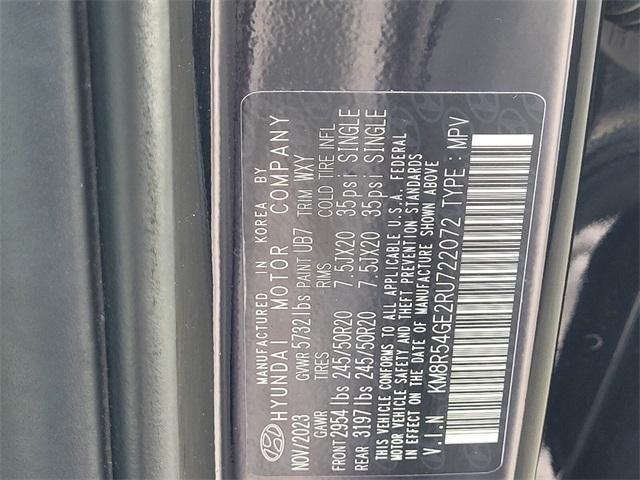 MANUFACTURED IN KOREA BY
HYUNDAI MOTOR COMPANY
NOV/2023 GVWR 5732 lbs PAINT UB7 TRIM WXY
GAWR TIRES RIMS COLD TIRE INFL
FRONT 2954 lbs 245/50R20 7.5JX20 35psi SINGLE
REAR 3197 lbs 245/50R20 7.5JX20 35psi SINGLE
THIS VEHICLE CONFORMS TO ALL APPLICABLE U.S.A. FEDERAL
MOTOR VEHICLE SAFETY AND THEFT PREVENTION STANDARDS
IN EFFECT ON THE DATE OF MANUFACTURE SHOWN ABOVE
V.I.N KM8R54GE2RU722072 TYPE : MPV